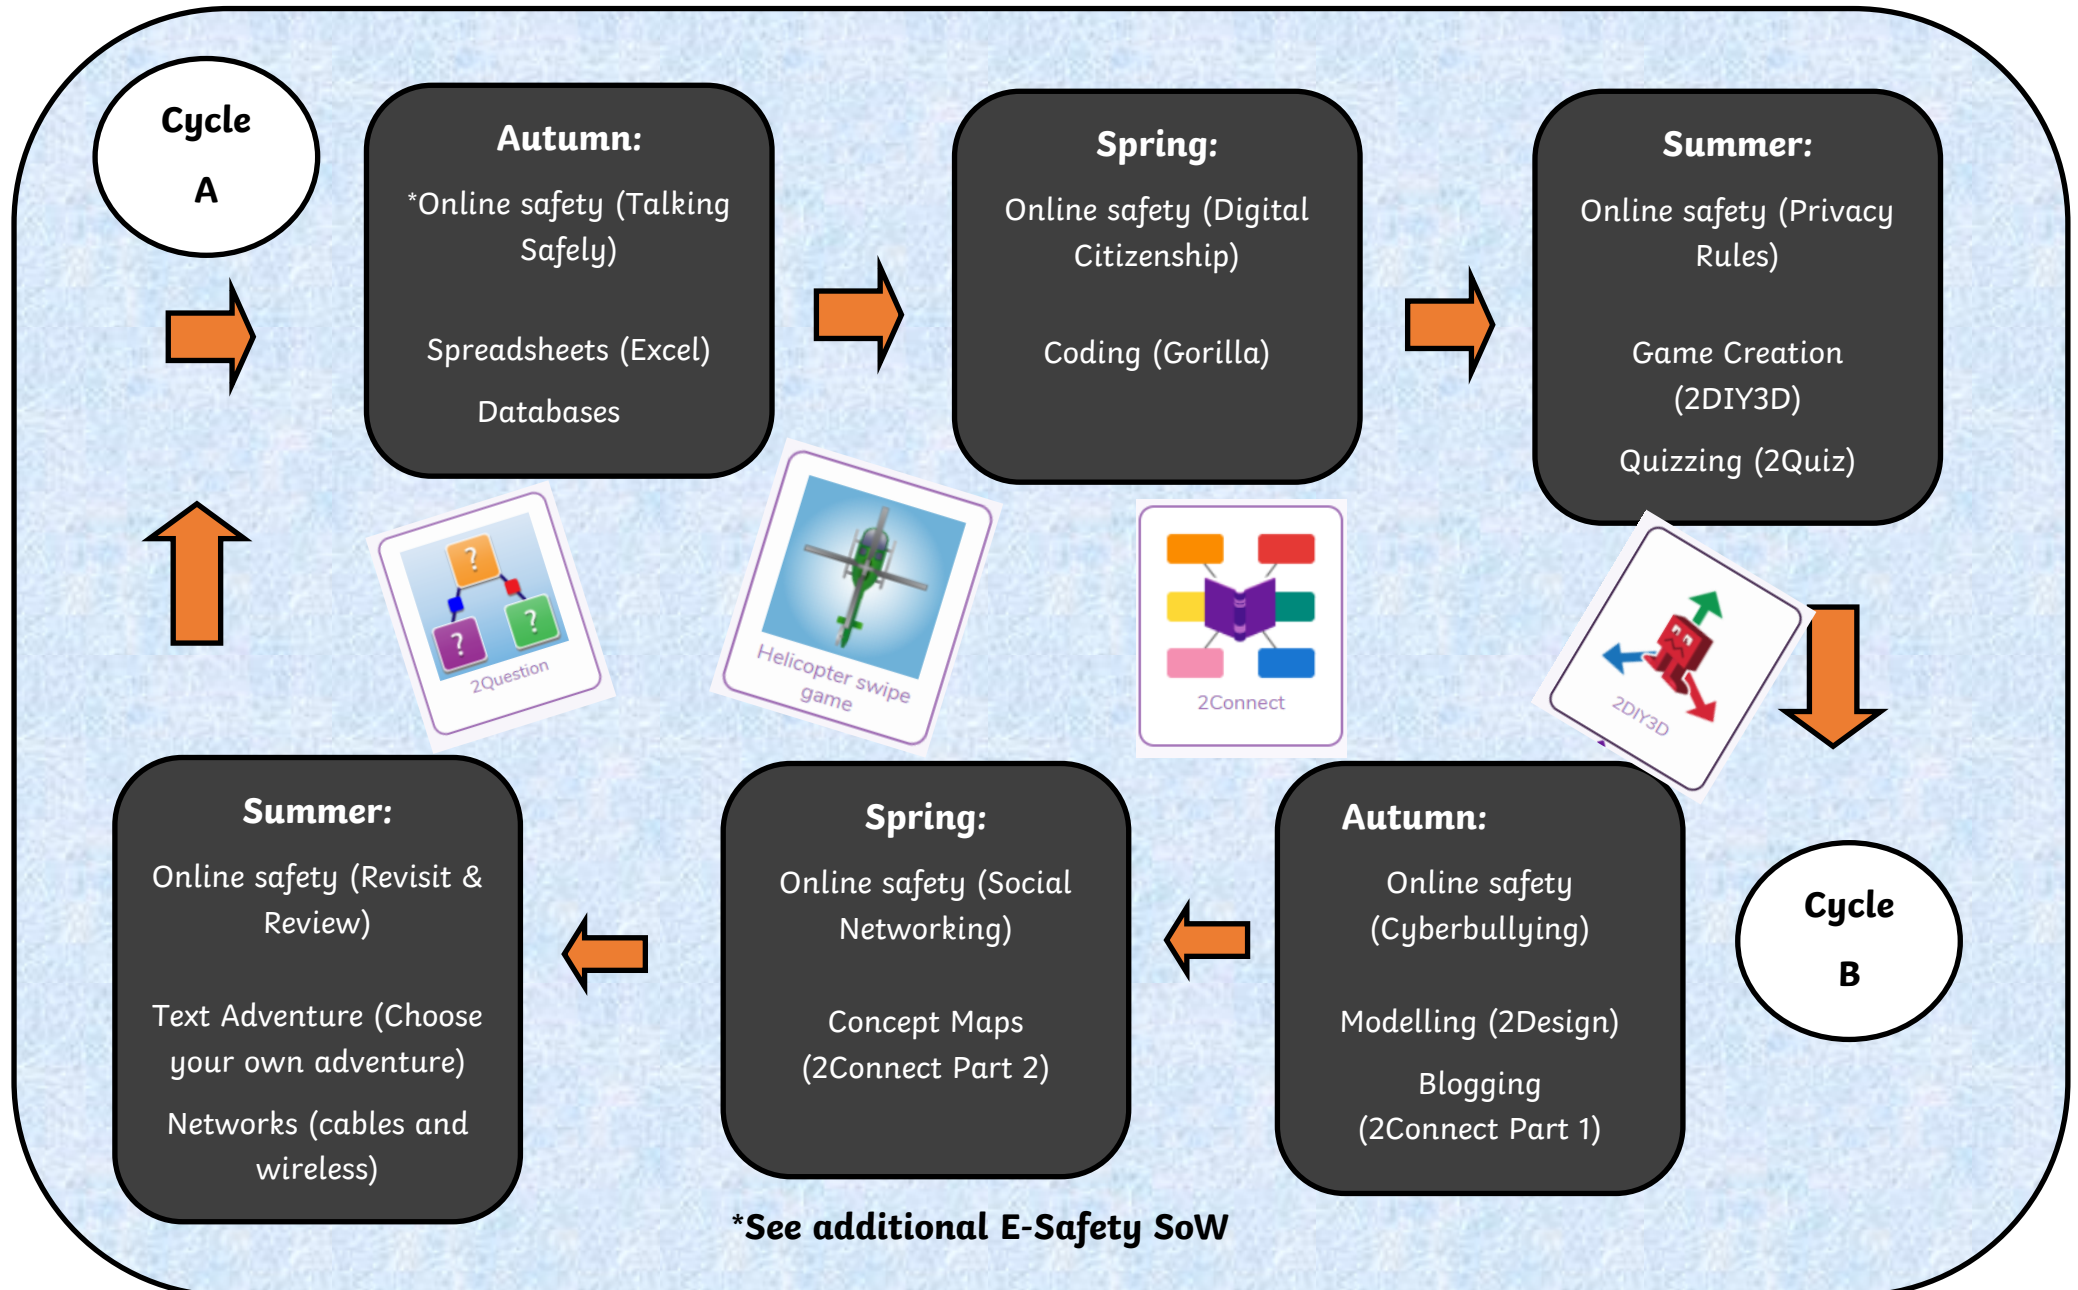 Cycle
A
Autumn:
*Online safety (Talking
Safely)
Spreadsheets (Excel)
Databases
Spring:
Online safety (Digital
Citizenship)
Coding (Gorilla)
Summer:
Online safety (Privacy
Rules)
Game Creation
(2DIY3D)
Quizzing (2Quiz)
?
?
?
2Question
Helicopter swipe
game
2Connect
2DIY3D
Cycle
B
Autumn:
Online safety
(Cyberbullying)
Modelling (2Design)
Blogging
(2Connect Part 1)
Spring:
Online safety (Social
Networking)
Concept Maps
(2Connect Part 2)
Summer:
Online safety (Revisit &
Review)
Text Adventure (Choose
your own adventure)
Networks (cables and
wireless)
*See additional E-Safety SoW